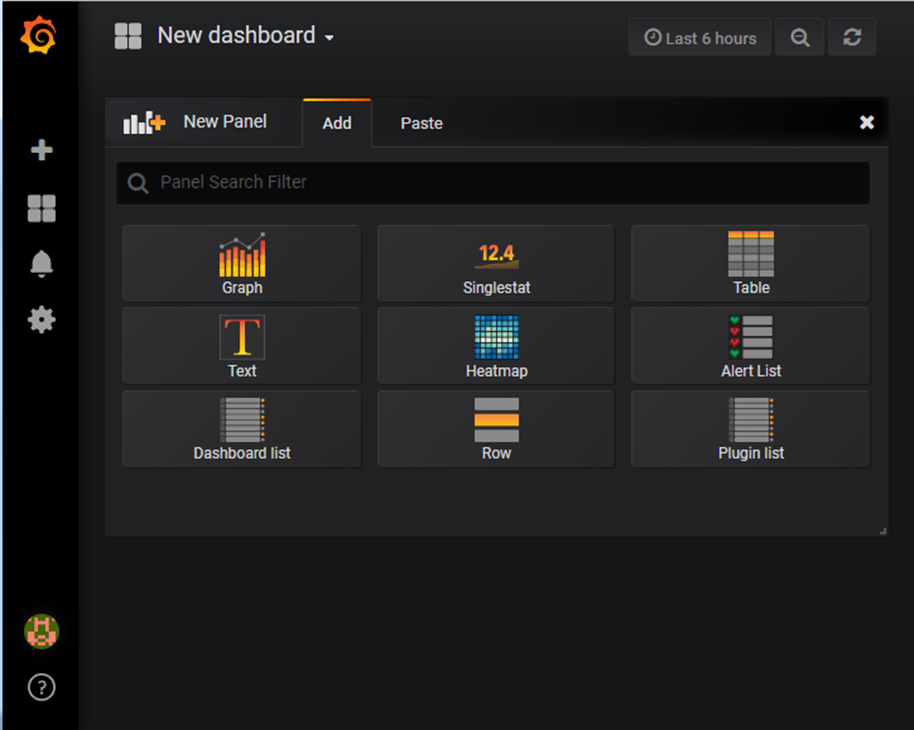 New dashboard
Last 6 hours
New Panel Add Paste
Panel Search Filter
12.4
Graph Singlestat Table
T
Text Heatmap Alert List
Dashboard list Row Plugin list
?